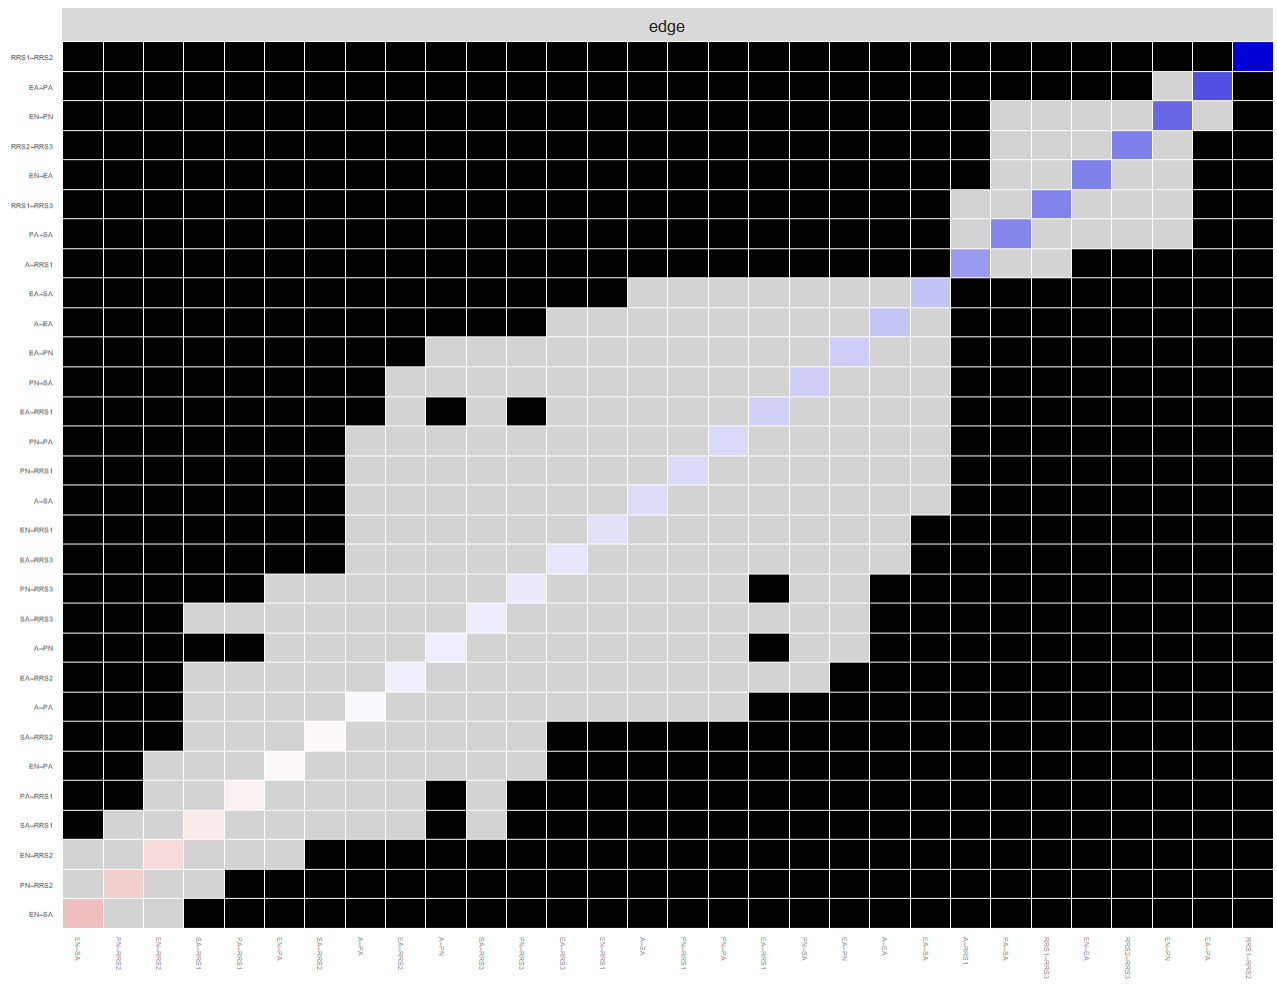 edge
RRS1–RRS2
EA–PA
EN–PN
RRS2–RRS3
EN–EA
RRS1–RRS3
PA–SA
A–RRS1
EA–SA
A–EA
EA–PN
PN–SA
EA–RRS1
PN–PA
PN–RRS1
A–SA
EN–RRS1
EA–RRS3
PN–RRS3
SA–RRS3
A–PN
EA–RRS2
A–PA
SA–RRS2
EN–PA
PA–RRS1
SA–RRS1
EN–RRS2
PN–RRS2
EN–SA
EN–SA
PN–RRS2
EN–RRS2
SA–RRS1
PA–RRS1
EN–PA
SA–RRS2
A–PA
EA–RRS2
A–PN
SA–RRS3
PN–RRS3
EA–RRS3
EN–RRS1
A–SA
PN–RRS1
PN–PA
EA–RRS1
PN–SA
EA–PN
A–EA
EA–SA
A–RRS1
PA–SA
RRS1–RRS3
EN–EA
RRS2–RRS3
EN–PN
EA–PA
RRS1–RRS2